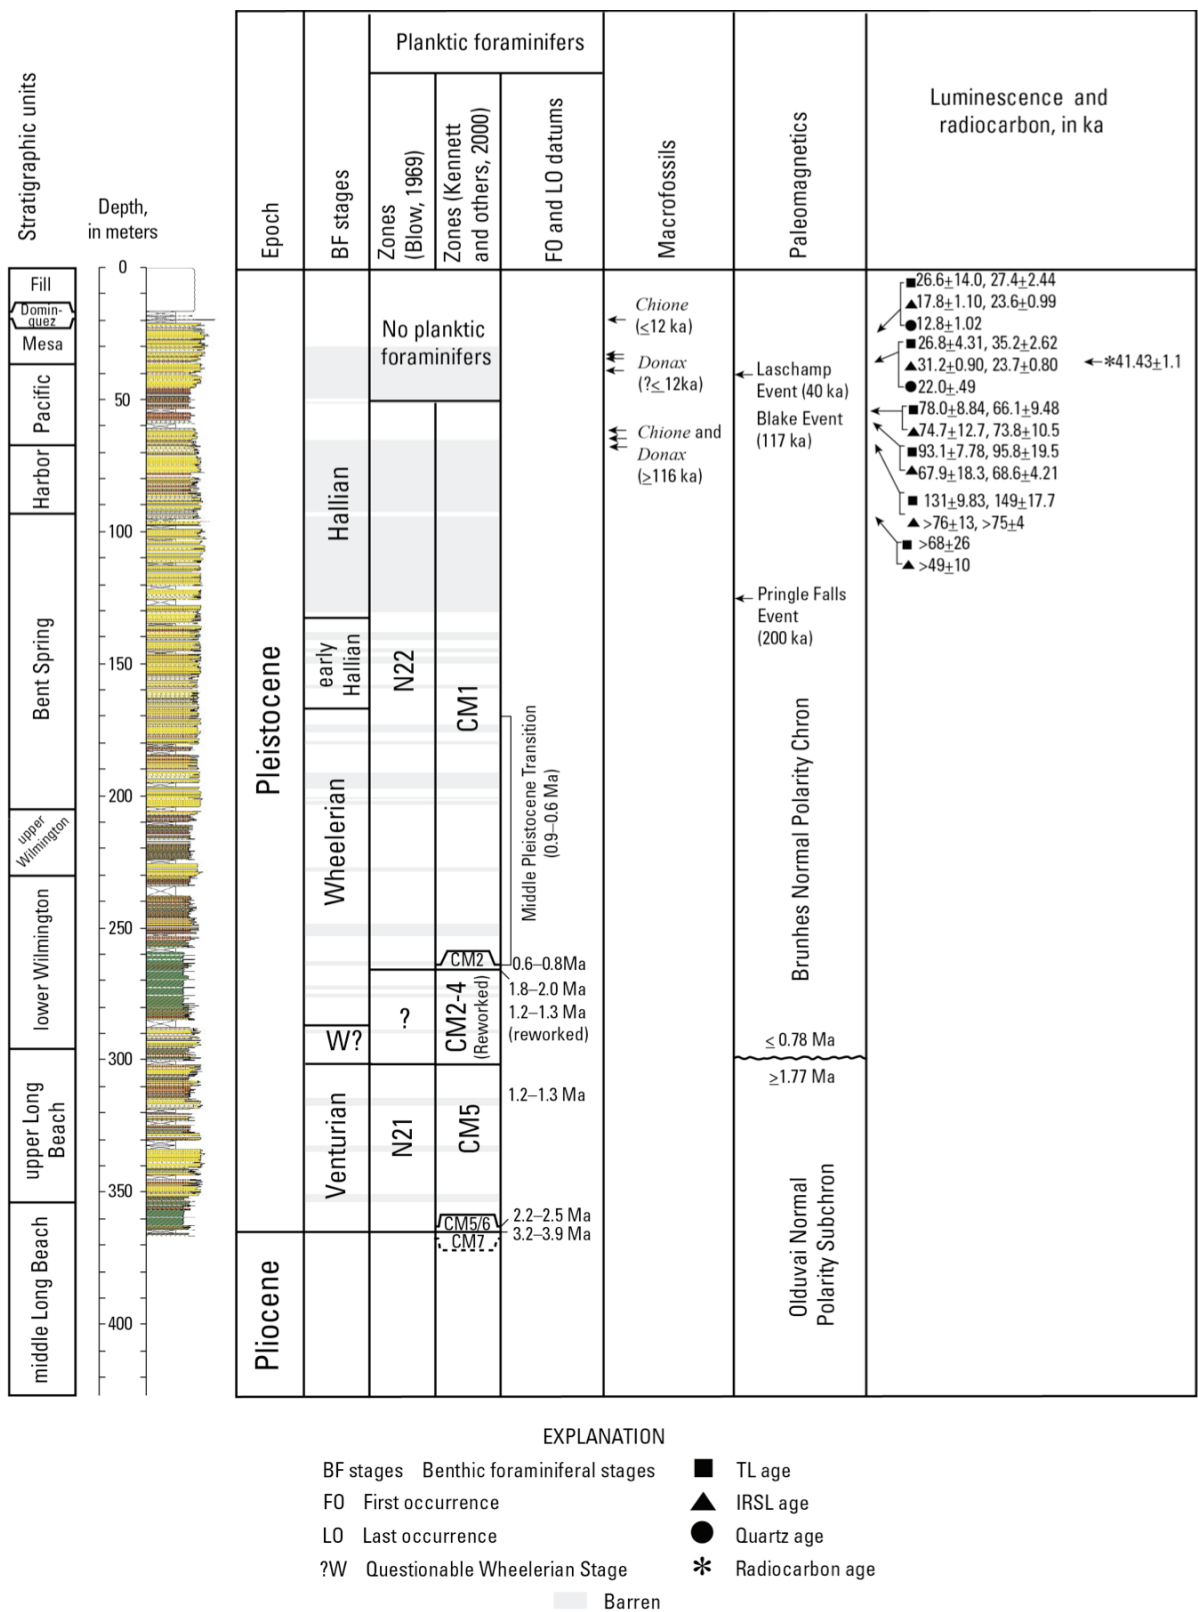 Planktic foraminifers
Stratigraphic units
Depth,
in meters
Epoch
BF stages
Zones
(Blow, 1969)
Zones (Kennett
and others, 2000)
FO and LO datums
Macrofossils
Paleomagnetics
Luminescence and
radiocarbon, in ka
Fill
Domin-
quez
Mesa
Pacific
Harbor
Bent Spring
upper
Wilmington
lower Wilmington
upper Long
Beach
middle Long Beach
0
50
100
150
200
250
300
350
400
Pleistocene
Pliocene
Hallian
early
Hallian
Wheelerian
W?
Venturian
No planktic
foraminifers
N22
?
N21
CM1
CM2
CM2-4
(Reworked)
CM5
CM5/6
CM7
Middle Pleistocene Transition
(0.9–0.6 Ma)
0.6–0.8Ma
1.8–2.0 Ma
1.2–1.3 Ma
(reworked)
1.2–1.3 Ma
2.2–2.5 Ma
3.2–3.9 Ma
Chione
(≤12 ka)
Donax
(?≤ 12ka)
Chione and
Donax
(≥116 ka)
Laschamp
Event (40 ka)
Blake Event
(117 ka)
Pringle Falls
Event
(200 ka)
Brunhes Normal Polarity Chron
≤ 0.78 Ma
≥1.77 Ma
Olduvai Normal
Polarity Subchron
■26.6±14.0, 27.4±2.44
▲17.8±1.10, 23.6±0.99
●12.8±1.02
■26.8±4.31, 35.2±2.62
▲31.2±0.90, 23.7±0.80
*41.43±1.1
●22.0±.49
■78.0±8.84, 66.1±9.48
▲74.7±12.7, 73.8±10.5
■93.1±7.78, 95.8±19.5
▲67.9±18.3, 68.6±4.21
■ 131±9.83, 149±17.7
▲ >76±13, >75±4
■ >68±26
▲ >49±10
EXPLANATION
BF stages Benthic foraminiferal stages
FO First occurrence
LO Last occurrence
?W Questionable Wheelerian Stage
Barren
■ TL age
▲ IRSL age
● Quartz age
* Radiocarbon age